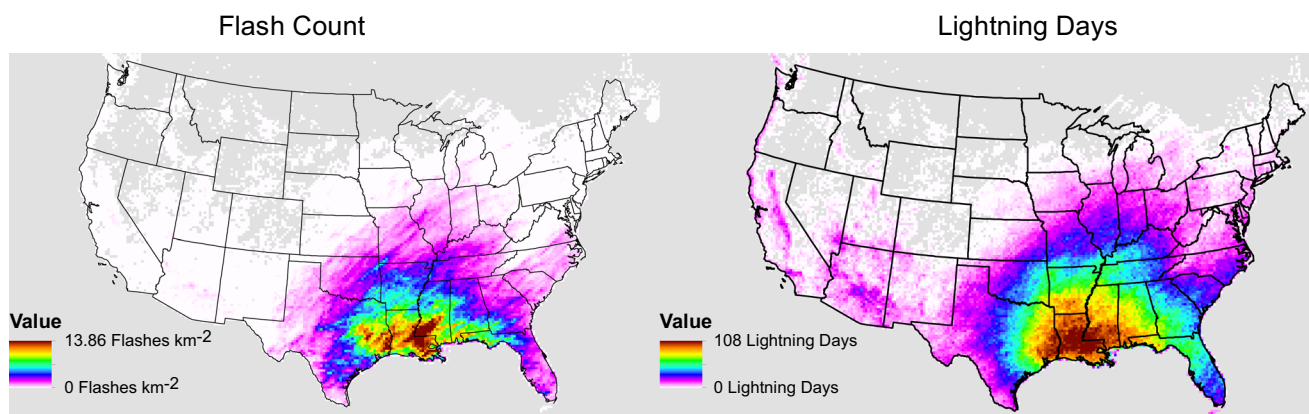 Flash Count
Value
13.86 Flashes km-2
0 Flashes km-2
Lightning Days
Value
108 Lightning Days
0 Lightning Days